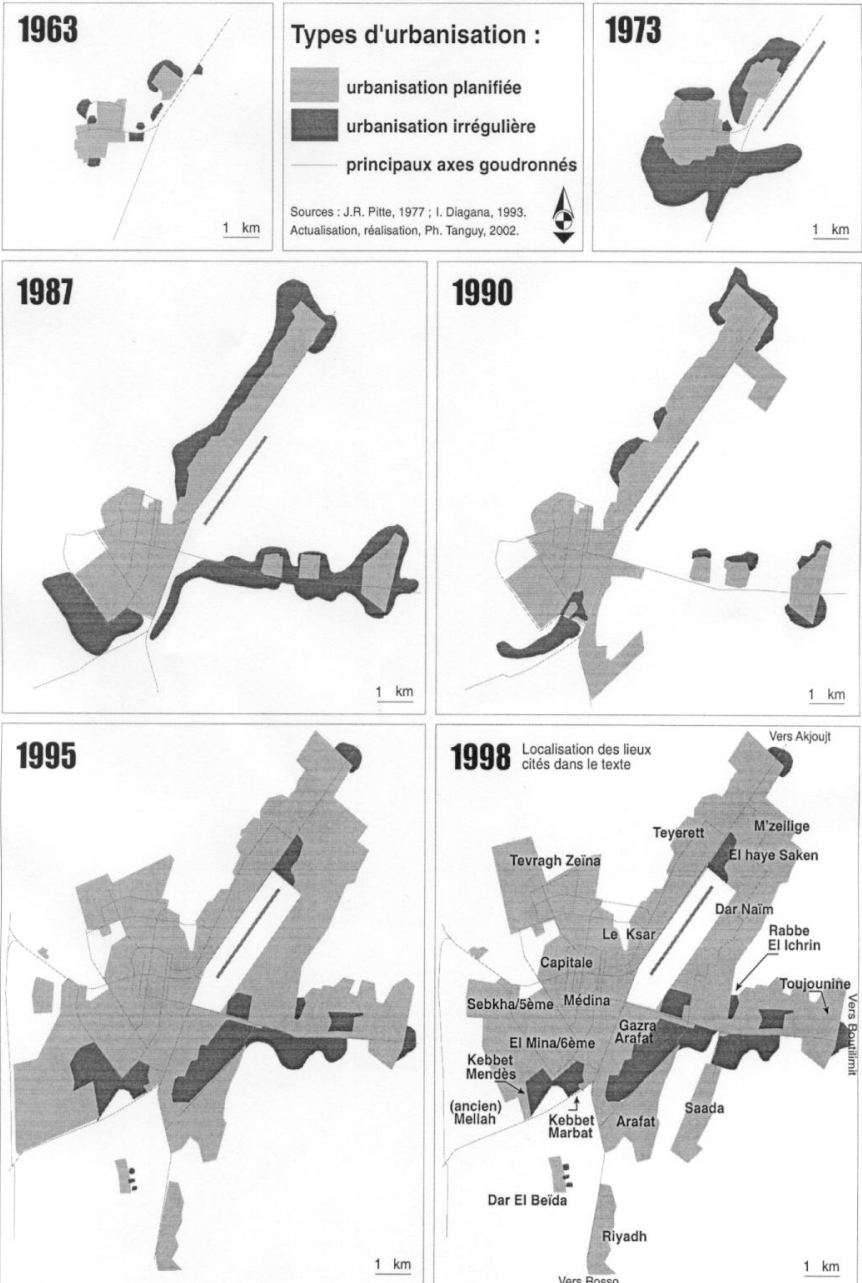 1963
1 km
Types d'urbanisation :
urbanisation planifiée
urbanisation irrégulière
principaux axes goudronnés
Sources : J.R. Pitte, 1977 ; I. Diagana, 1993.
Actualisation, réalisation, Ph. Tanguy, 2002.
1973
1 km
1987
1 km
1990
1 km
1995
1 km
1998
Localisation des lieux
cités dans le texte
Vers Akjoujt
Teyerett
M'zeilige
Tevragh Zeïna
El haye Saken
Dar Naïm
Le Ksar
Rabbe
El Ichrin
Capitale
Toujounine
Sebkha/5ème
Médina
Vers Boutilimit
Gazra
Arafat
El Mina/6ème
Kebbet
Mendès
(ancien)
Mellah
Kebbet
Marbat
Arafat
Saada
Dar El Beïda
Riyadh
Vers Rosso
1 km